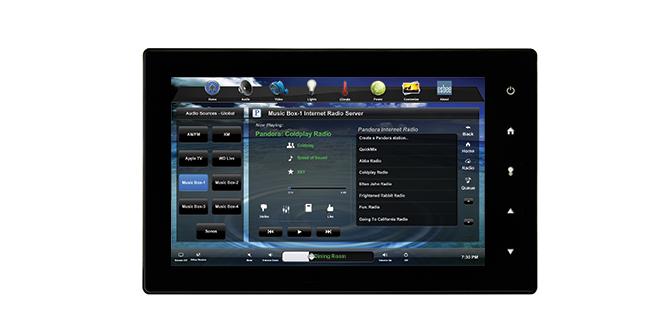 Home Audio Video Lights Climate Power Customize About
Audio Sources - Global
P Music Box-1 Internet Radio Server
AM/FM XM
Apple TV WD Live
Music Box-1 Music Box-2
Music Box-3 Music Box-4
Sonos
Now Playing:
Pandora: Coldplay Radio
Coldplay
Speed of Sound
X&Y
Dislike Like
Pandora Internet Radio
Create a Pandora station...
QuickMix
Abba Radio
Coldplay Radio
Elton John Radio
Frightened Rabbit Radio
Fun. Radio
Going To California Radio
Back
Home
Radio
Queue
Dining Room
Off
7:30 PM